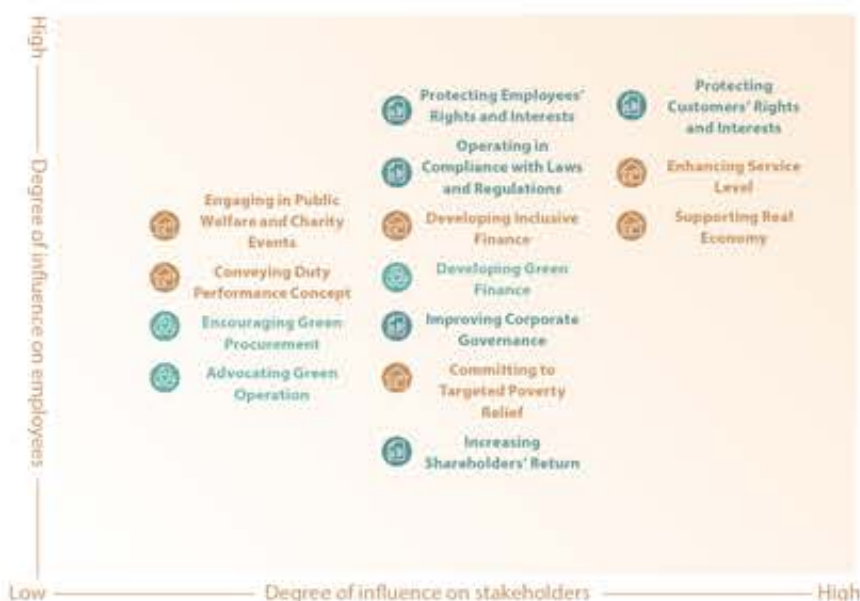 High
Degree of influence on employees
Protecting Employees'
Rights and Interests
Protecting
Customers' Rights
and Interests
Operating in
Compliance with Laws
and Regulations
Enhancing Service
Level
Engaging in Public
Welfare and Charity
Events
Developing Inclusive
Finance
Supporting Real
Economy
Conveying Duty
Performance Concept
Developing Green
Finance
Encouraging Green
Procurement
Improving Corporate
Governance
Advocating Green
Operation
Committing to
Targeted Poverty
Relief
Increasing
Shareholders' Return
Low
Degree of influence on stakeholders
High